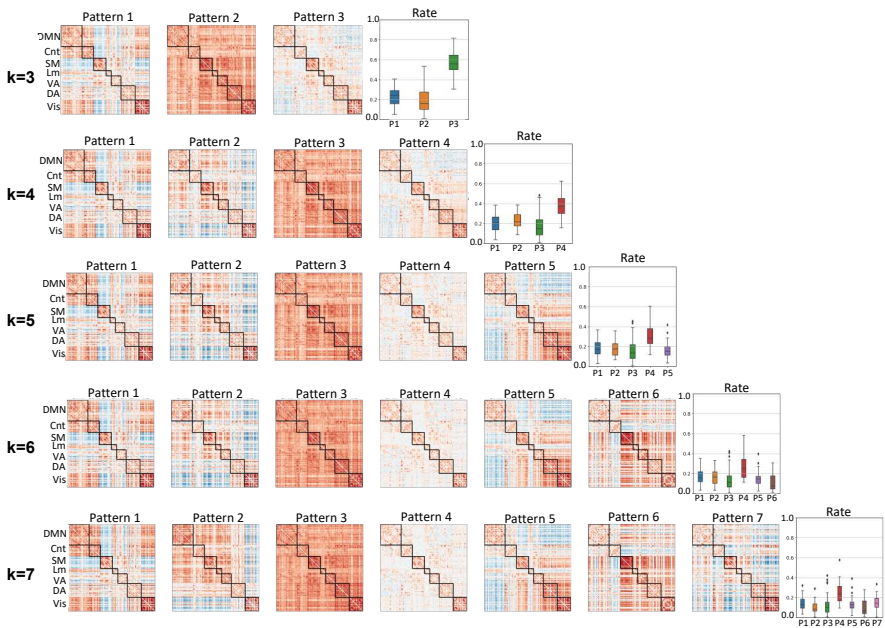 Pattern 1 Pattern 2 Pattern 3 Rate
k=3
DMN
Cnt
SM
Lm
VA
DA
Vis
1.0
0.8
0.6
0.4
0.2
0.0
P1 P2 P3
Pattern 1 Pattern 2 Pattern 3 Pattern 4 Rate
k=4
DMN
Cnt
SM
LM
VA
DA
Vis
1.0
0.8
0.6
0.4
0.2
0.0
P1 P2 P3 P4
Pattern 1 Pattern 2 Pattern 3 Pattern 4 Pattern 5 Rate
k=5
DMN
Cnt
SM
Lm
VA
DA
Vis
1.0
0.8
0.6
0.4
0.2
0.0
P1 P2 P3 P4 P5
Pattern 1 Pattern 2 Pattern 3 Pattern 4 Pattern 5 Pattern 6 Rate
k=6
DMN
Cnt
SM
Lm
VA
DA
Vis
1.0
0.8
0.6
0.4
0.2
0.0
P1 P2 P3 P4 P5 P6
Pattern 1 Pattern 2 Pattern 3 Pattern 4 Pattern 5 Pattern 6 Pattern 7 Rate
k=7
DMN
Cnt
SM
Lm
VA
DA
Vis
1.0
0.8
0.6
0.4
0.2
0.0
P1 P2 P3 P4 P5 P6 P7